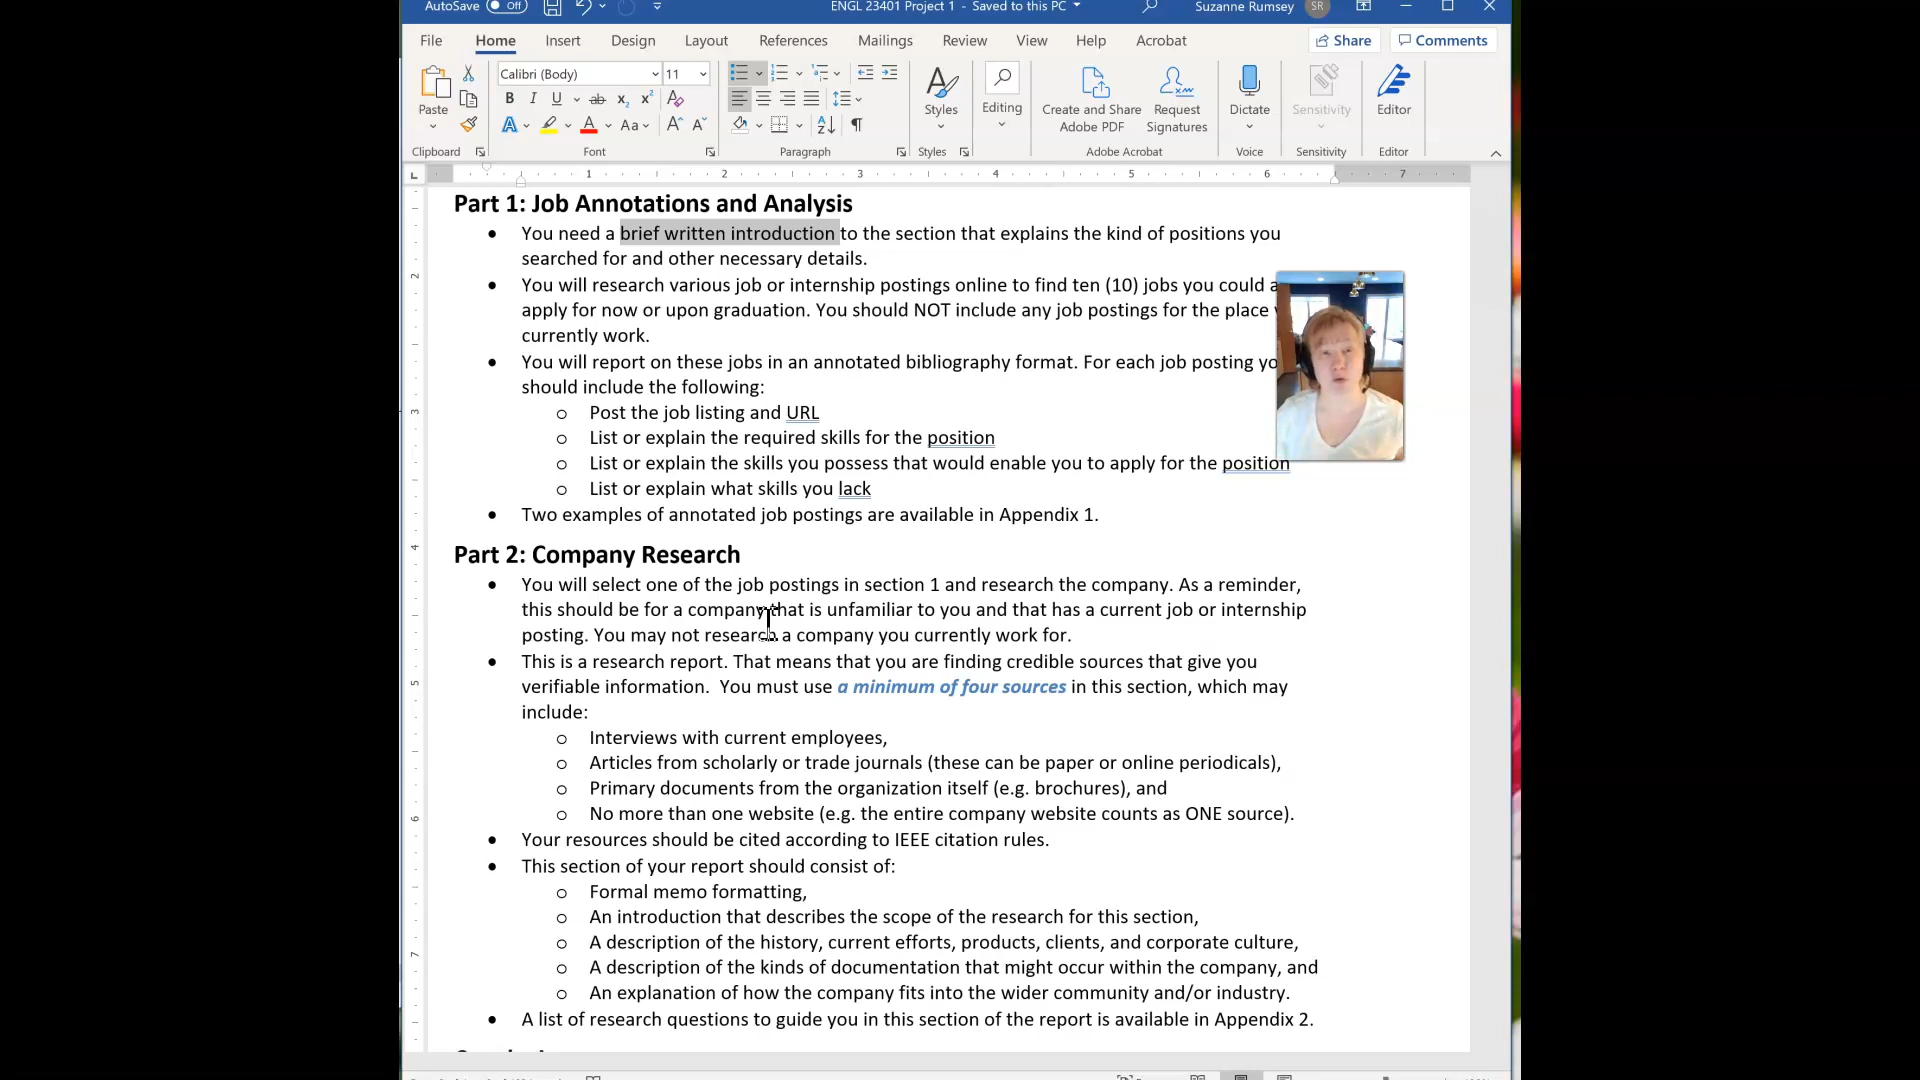 AutoSave Off ENGL 23401 Project 1 - Saved to this PC Suzanne Rumsey SR
File Home Insert Design Layout References Mailings Review View Help Acrobat Share Comments
Calibri (Body) 11
Paste
B I U ab x₂ x² A
A A Aa A A
Styles
Editing
Create and Share Adobe PDF
Request Signatures
Dictate
Sensitivity
Editor
Clipboard Font Paragraph Styles Adobe Acrobat Voice Sensitivity Editor
1 2 3 4 5 6 7
Part 1: Job Annotations and Analysis
• You need a brief written introduction to the section that explains the kind of positions you
searched for and other necessary details.
• You will research various job or internship postings online to find ten (10) jobs you could
apply for now or upon graduation. You should NOT include any job postings for the place
currently work.
• You will report on these jobs in an annotated bibliography format. For each job posting
should include the following:
o Post the job listing and URL
o List or explain the required skills for the position
o List or explain the skills you possess that would enable you to apply for the position
o List or explain what skills you lack
• Two examples of annotated job postings are available in Appendix 1.
Part 2: Company Research
• You will select one of the job postings in section 1 and research the company. As a reminder,
this should be for a company that is unfamiliar to you and that has a current job or internship
posting. You may not research a company you currently work for.
• This is a research report. That means that you are finding credible sources that give you
verifiable information. You must use a minimum of four sources in this section, which may
include:
o Interviews with current employees,
o Articles from scholarly or trade journals (these can be paper or online periodicals),
o Primary documents from the organization itself (e.g. brochures), and
o No more than one website (e.g. the entire company website counts as ONE source).
• Your resources should be cited according to IEEE citation rules.
• This section of your report should consist of:
o Formal memo formatting,
o An introduction that describes the scope of the research for this section,
o A description of the history, current efforts, products, clients, and corporate culture,
o A description of the kinds of documentation that might occur within the company, and
o An explanation of how the company fits into the wider community and/or industry.
• A list of research questions to guide you in this section of the report is available in Appendix 2.